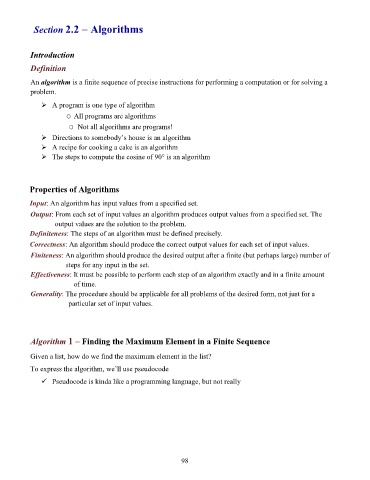 Section 2.2 – Algorithms
Introduction
Definition
An algorithm is a finite sequence of precise instructions for performing a computation or for solving a
problem.
➢ A program is one type of algorithm
○ All programs are algorithms
○ Not all algorithms are programs!
➢ Directions to somebody’s house is an algorithm
➢ A recipe for cooking a cake is an algorithm
➢ The steps to compute the cosine of 90° is an algorithm
Properties of Algorithms
Input: An algorithm has input values from a specified set.
Output: From each set of input values an algorithm produces output values from a specified set. The
output values are the solution to the problem.
Definiteness: The steps of an algorithm must be defined precisely.
Correctness: An algorithm should produce the correct output values for each set of input values.
Finiteness: An algorithm should produce the desired output after a finite (but perhaps large) number of
steps for any input in the set.
Effectiveness: It must be possible to perform each step of an algorithm exactly and in a finite amount
of time.
Generality: The procedure should be applicable for all problems of the desired form, not just for a
particular set of input values.
Algorithm 1 – Finding the Maximum Element in a Finite Sequence
Given a list, how do we find the maximum element in the list?
To express the algorithm, we’ll use pseudocode
✓ Pseudocode is kinda like a programming language, but not really
98